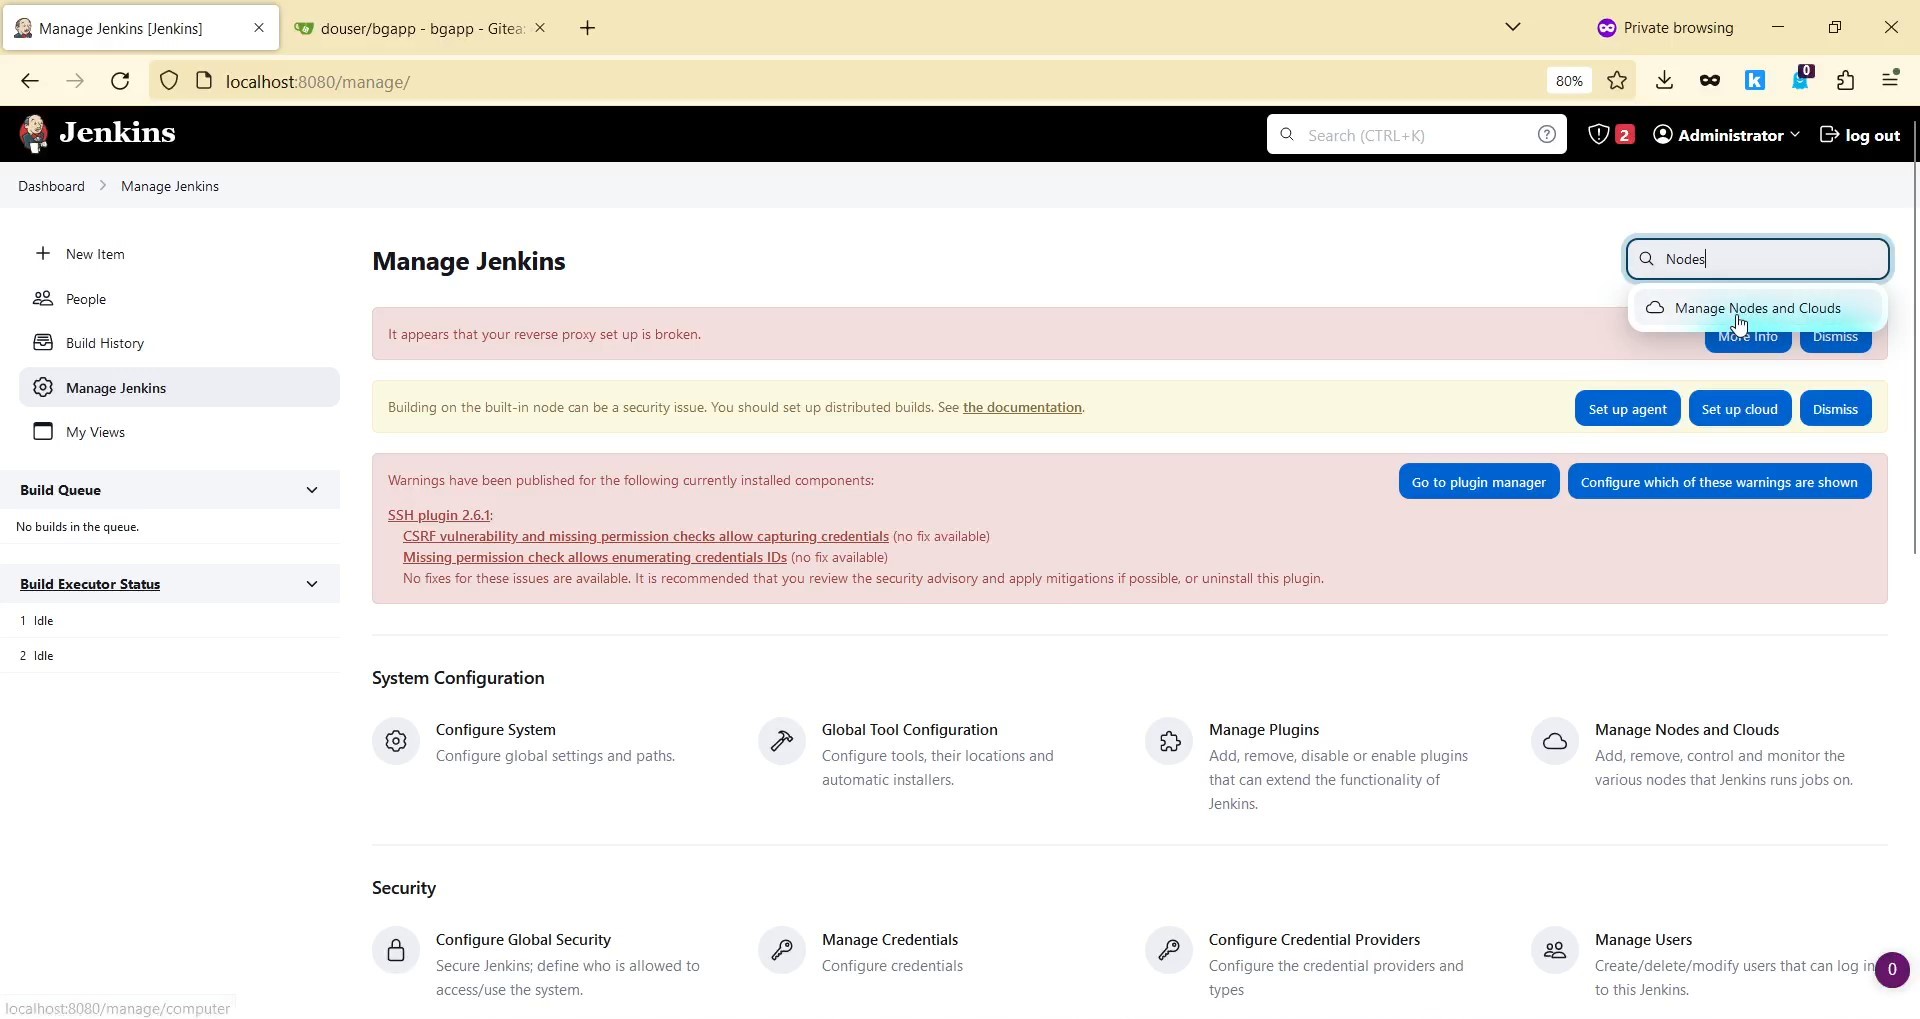 Manage Jenkins [Jenkins]
douser/bgapp - bgapp - Gitea:
Private browsing
localhost:8080/manage/
80%
0
Jenkins
Search (CTRL+K)
2
Administrator
log out
Dashboard
Manage Jenkins
New Item
People
Build History
Manage Jenkins
My Views
Build Queue
No builds in the queue.
Build Executor Status
1 Idle
2 Idle
Manage Jenkins
Nodes
Manage Nodes and Clouds
It appears that your reverse proxy set up is broken.
More Info
Dismiss
Building on the built-in node can be a security issue. You should set up distributed builds. See the documentation.
Set up agent
Set up cloud
Dismiss
Warnings have been published for the following currently installed components:
Go to plugin manager
Configure which of these warnings are shown
SSH plugin 2.6.1:
CSRF vulnerability and missing permission checks allow capturing credentials (no fix available)
Missing permission check allows enumerating credentials IDs (no fix available)
No fixes for these issues are available. It is recommended that you review the security advisory and apply mitigations if possible, or uninstall this plugin.
System Configuration
Configure System
Configure global settings and paths.
Global Tool Configuration
Configure tools, their locations and
automatic installers.
Manage Plugins
Add, remove, disable or enable plugins
that can extend the functionality of
Jenkins.
Manage Nodes and Clouds
Add, remove, control and monitor the
various nodes that Jenkins runs jobs on.
Security
Configure Global Security
Secure Jenkins; define who is allowed to
access/use the system.
Manage Credentials
Configure credentials
Configure Credential Providers
Configure the credential providers and
types
Manage Users
Create/delete/modify users that can log in
to this Jenkins.
0
localhost:8080/manage/computer